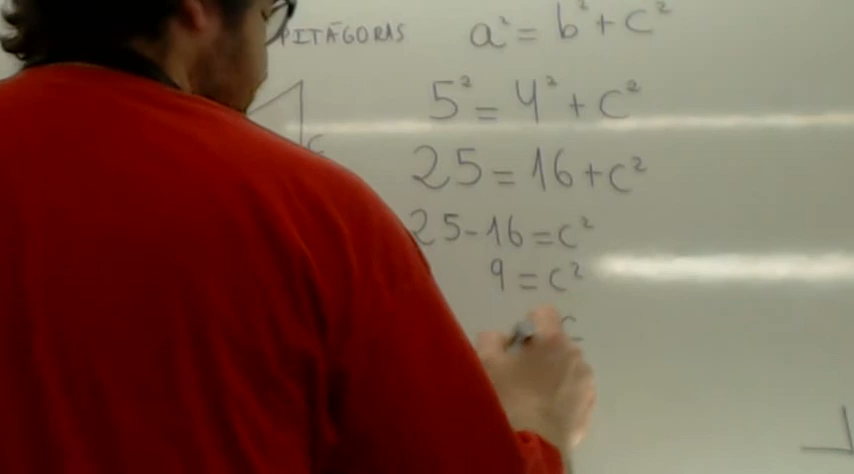 PITÁGORAS a² = b² + c²
c
5² = 4² + c²
25 = 16 + c²
25 - 16 = c²
9 = c²
c